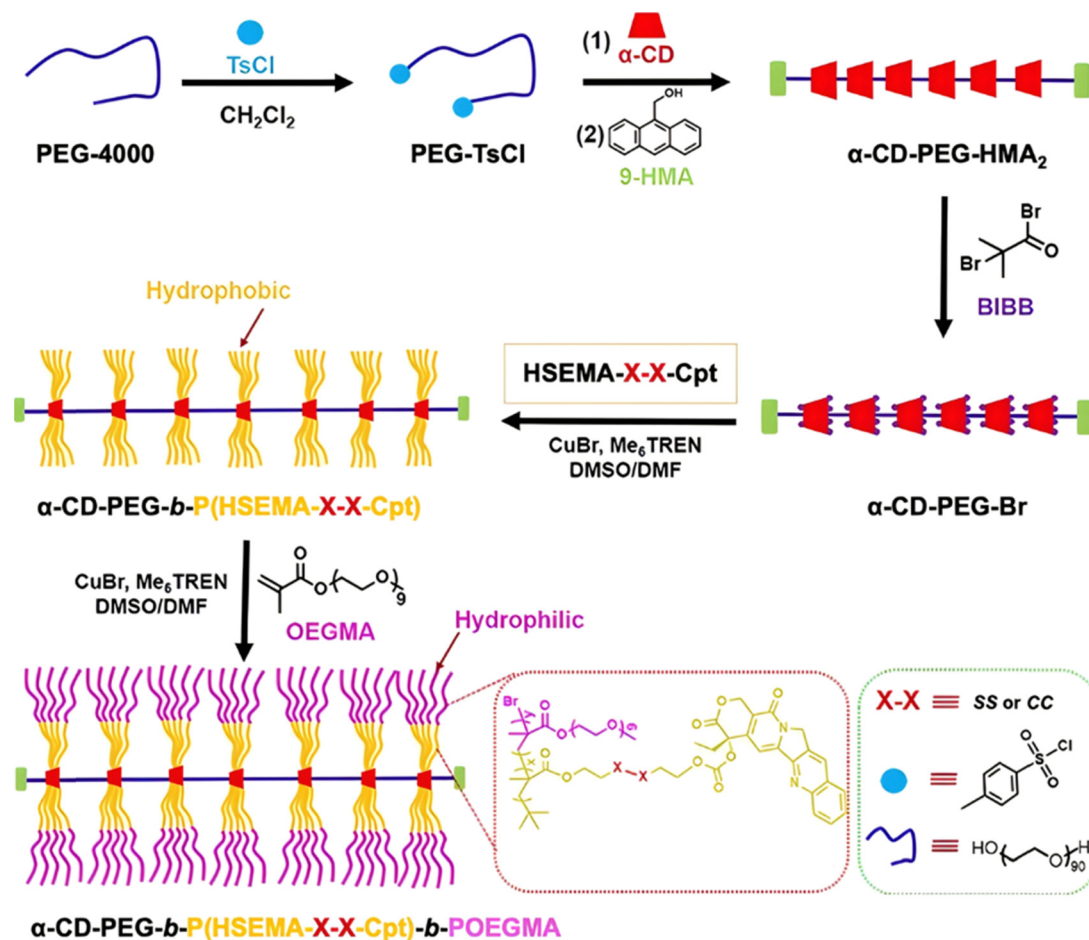 TsCl
CH2Cl2
PEG-4000
PEG-TsCl
(1)
α-CD
(2)
OH
9-HMA
α-CD-PEG-HMA2
Br
Br
O
BIBB
Hydrophobic
HSEMA-X-X-Cpt
CuBr, Me6TREN
DMSO/DMF
α-CD-PEG-b-P(HSEMA-X-X-Cpt)
α-CD-PEG-Br
CuBr, Me6TREN
DMSO/DMF
O
O
O
9
OEGMA
Hydrophilic
Br
y
O
O
O
9
x
O
O
X
X
O
O
O
O
O
O
N
N
X-X
SS or CC
Cl
S
O
O
HO
O
H
90
α-CD-PEG-b-P(HSEMA-X-X-Cpt)-b-POEGMA